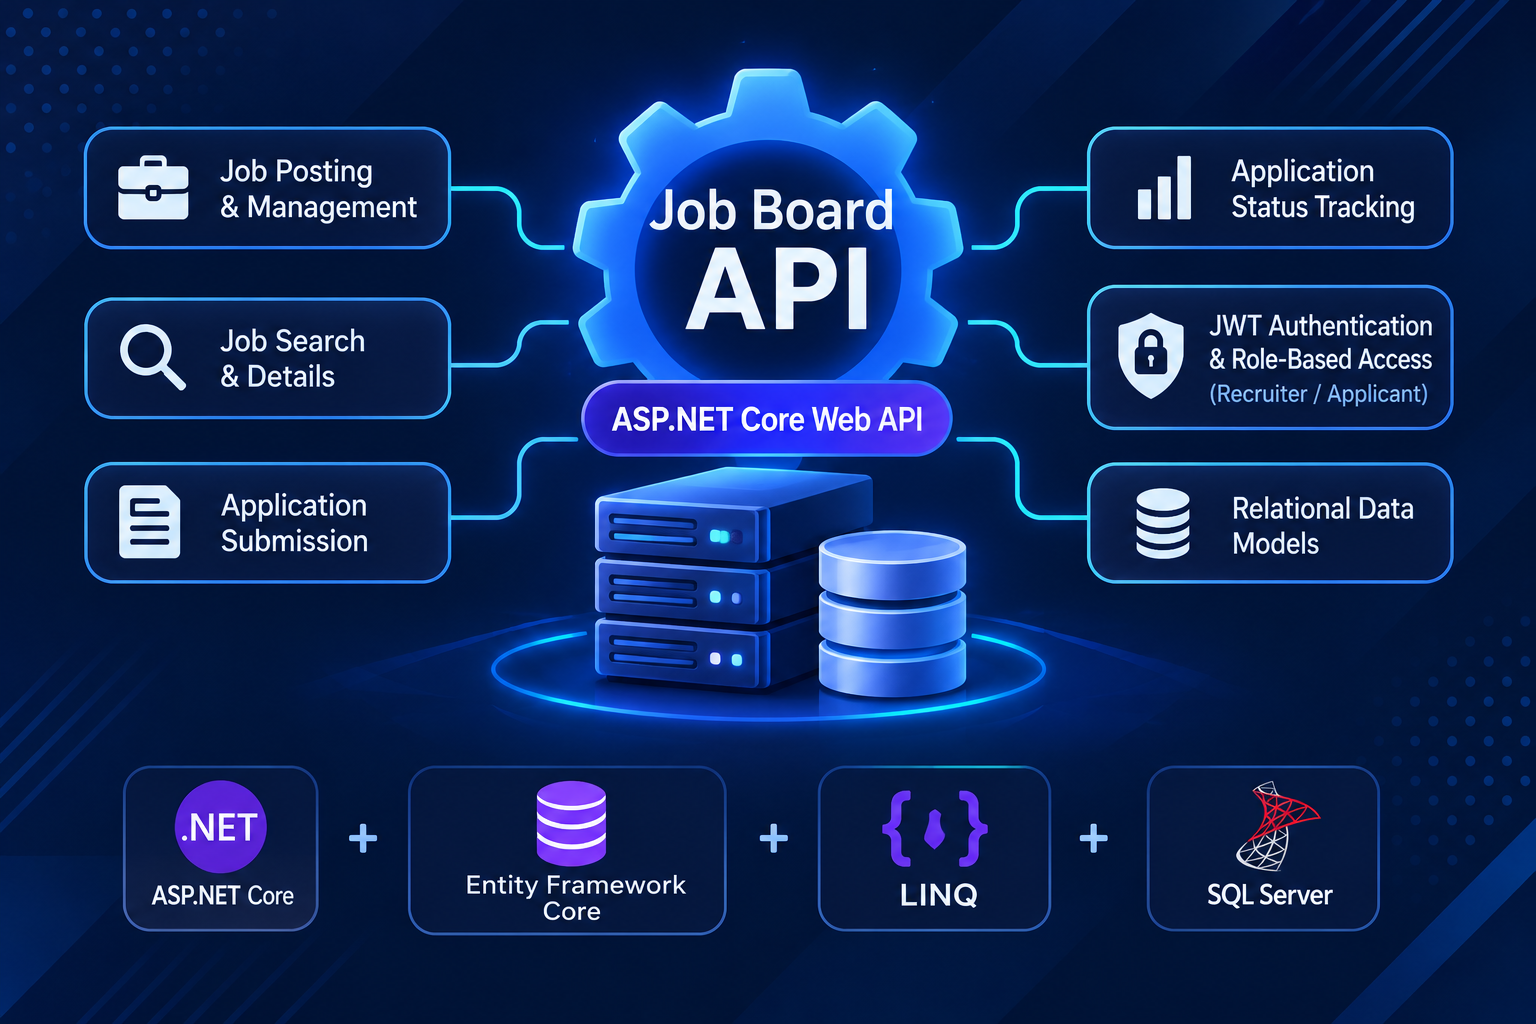 Job Board
API
ASP.NET Core Web API
Job Posting
& Management
Job Search
& Details
Application
Submission
Application
Status Tracking
JWT Authentication
& Role-Based Access
(Recruiter / Applicant)
Relational Data
Models
.NET
ASP.NET Core
+
Entity Framework
Core
+
{ }
LINQ
+
SQL Server